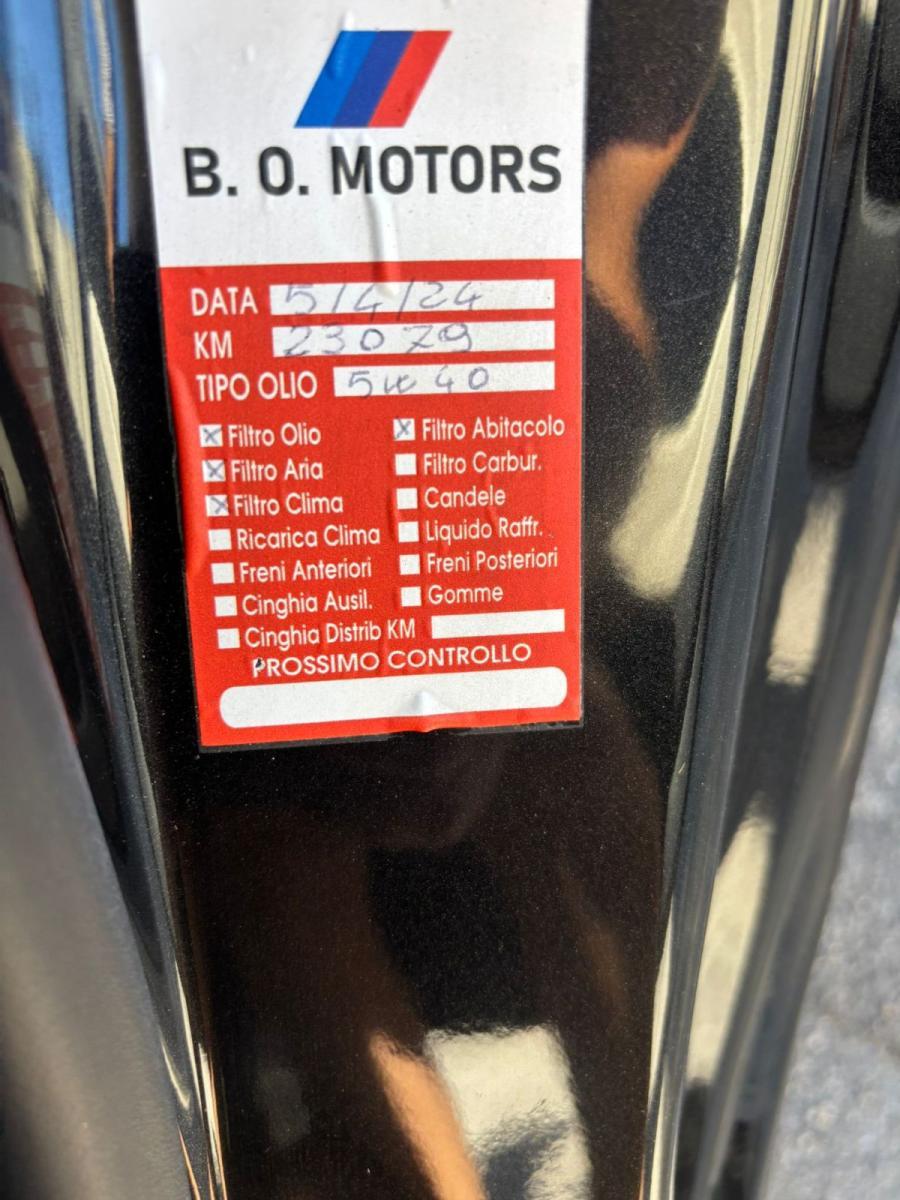 B. O. MOTORS
DATA 5/4/24
KM 23079
TIPO OLIO 5w40
Filtro Olio
Filtro Abitacolo
Filtro Aria
Filtro Carbur.
Filtro Clima
Candele
Ricarica Clima
Liquido Raffr.
Freni Anteriori
Freni Posteriori
Cinghia Ausil.
Gomme
Cinghia Distrib KM
PROSSIMO CONTROLLO